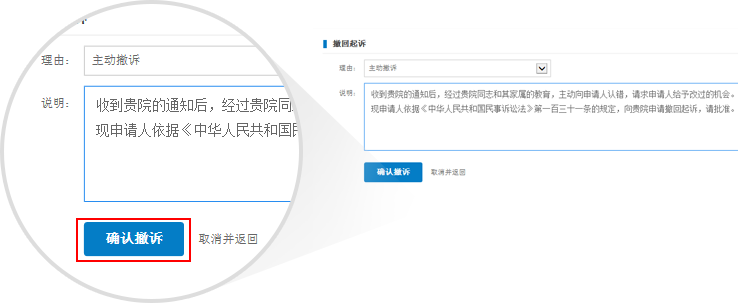 理由：
主动撤诉
说明：
收到贵院的通知后，经过贵院同
现申请人依据《中华人民共和国民
确认撤诉
取消并返回
撤回起诉
理由：
主动撤诉
说明：
收到贵院的通知后，经过贵院同志和其家属的教育，主动向申请人认错，请求申请人给予改过的机会。
现申请人依据《中华人民共和国民事诉讼法》第一百三十一条的规定，向贵院申请撤回起诉，请批准。
确认撤诉
取消并返回